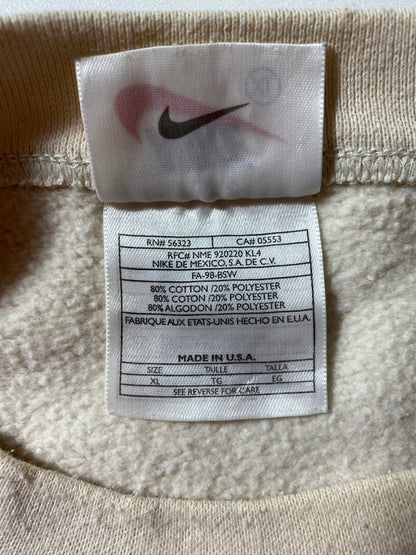 XL
RN# 56323 CA# 05553
RFC# NME 920220 KL4
NIKE DE MEXICO, S.A. DE C.V.
FA-98-BSW
80% COTTON /20% POLYESTER
80% COTON /20% POLYESTER
80% ALGODON /20% POLYESTER
FABRIQUE AUX ETATS-UNIS HECHO EN E.U.A.
MADE IN U.S.A.
SIZE TAILLE TALLA
XL TG EG
SEE REVERSE FOR CARE